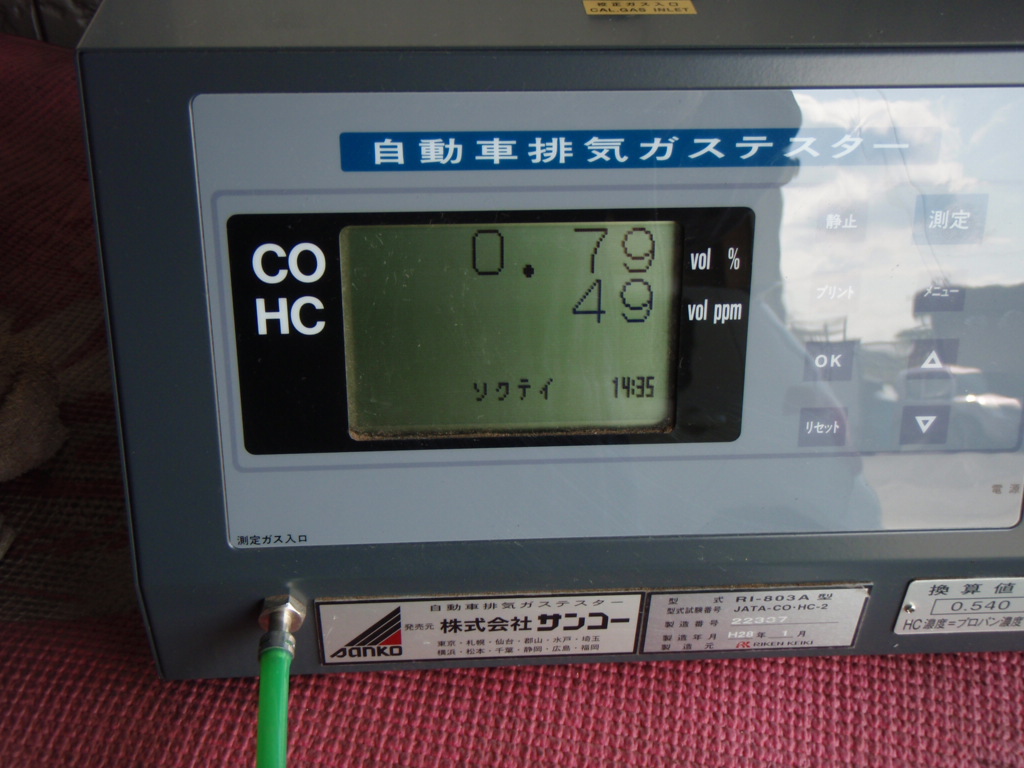 校正ガス入口
CAL.GAS INLET
自動車排気ガステスター
CO 0.79 vol %
HC 49 vol ppm
ソクテイ 14:35
静止 測定
プリント メニュー
OK △
リセット ▽
電源
測定ガス入口
自動車排気ガステスター
発売元 株式会社 サンコー
SANKO
東京・札幌・仙台・郡山・水戸・埼玉
横浜・松本・千葉・静岡・広島・福岡
型式 RI-803A 型
型式試験番号 JATA-CO・HC-2
製造番号 22337
製造年月 H28年 1月
製造元 RIKEN KEIKI
換算値
0.540
HC濃度=プロパン濃度